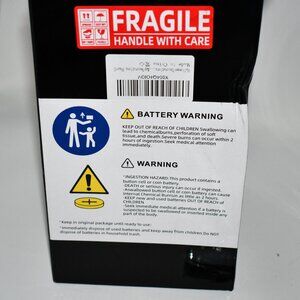 FRAGILE
HANDLE WITH CARE
Made In China
X004OHOI0V
BATTERY WARNING
KEEP OUT OF REACH OF CHILDREN Swallowing can
lead to chemicalburns,perforation of soft
tissue,and death.Severe burns can occur within 2
hours of ingestion.Seek medical attention
immediately.
WARNING
*INGESTION HAZARD:This product contains a
button cell or coin battery.
·DEATH or serious injury can occur if ingested.
·Aswallowed button cell or coin battery can cause
Internal Chemical Burnsin as little as 2 hours.
·KEEP new and used batteries OUT OF REACH of
CHILDREN.
·Seek immediate medical attention if a battery is
suspected to be swallowed or inserted inside any
part of the body.
*Keep in original package until ready to use.
*Immediately dispose of used batteries and keep away from children.Do NOT
dispose of batteries in household trash.